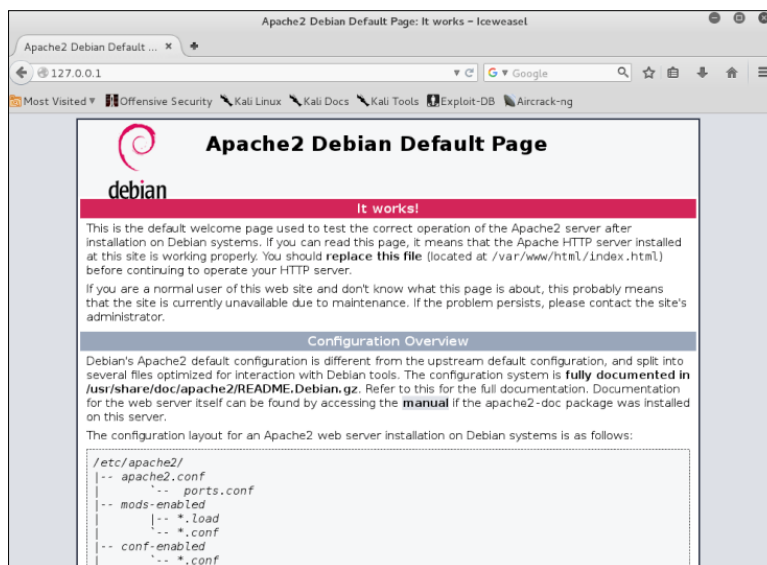 Apache2 Debian Default Page: It works - Iceweasel
Apache2 Debian Default ...
127.0.0.1
Google
Most Visited Offensive Security Kali Linux Kali Docs Kali Tools Exploit-DB Aircrack-ng
debian
Apache2 Debian Default Page
It works!
This is the default welcome page used to test the correct operation of the Apache2 server after
installation on Debian systems. If you can read this page, it means that the Apache HTTP server installed
at this site is working properly. You should replace this file (located at /var/www/html/index.html)
before continuing to operate your HTTP server.
If you are a normal user of this web site and don't know what this page is about, this probably means
that the site is currently unavailable due to maintenance. If the problem persists, please contact the site's
administrator.
Configuration Overview
Debian's Apache2 default configuration is different from the upstream default configuration, and split into
several files optimized for interaction with Debian tools. The configuration system is fully documented in
/usr/share/doc/apache2/README.Debian.gz. Refer to this for the full documentation. Documentation
for the web server itself can be found by accessing the manual if the apache2-doc package was installed
on this server.
The configuration layout for an Apache2 web server installation on Debian systems is as follows:
/etc/apache2/
|-- apache2.conf
|       `--  ports.conf
|-- mods-enabled
|       |-- *.load
|       `-- *.conf
|-- conf-enabled
|       `-- *.conf